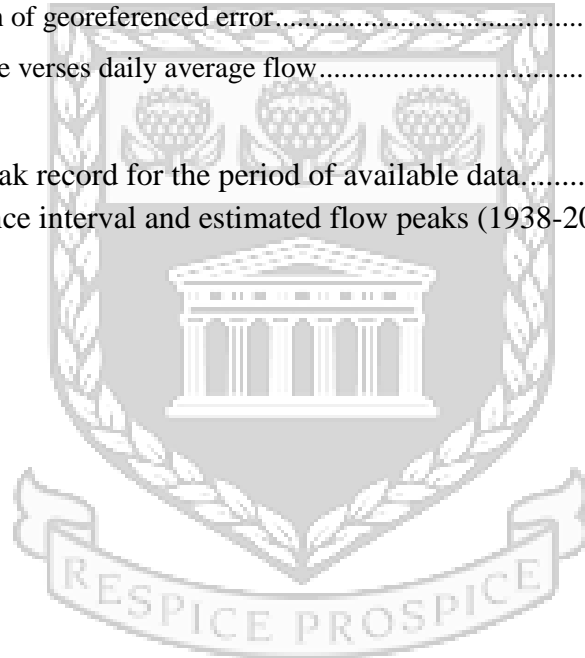 n of georeferenced error
e verses daily average flow
ak record for the period of available data
nce interval and estimated flow peaks (1938-20
RESPICE PROSPICE